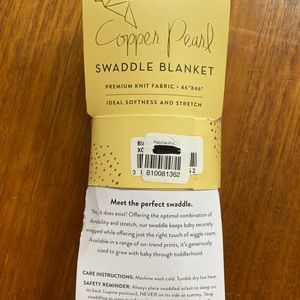 Copper Pearl
SWADDLE BLANKET
PREMIUM KNIT FABRIC • 46"X46"
IDEAL SOFTNESS AND STRETCH
810081362
Meet the perfect swaddle.
Yes, it does exist! Offering the optimal combination of
durability and stretch, our swaddle keeps baby securely
wrapped while offering just the right touch of wiggle room.
Available in a range of on-trend prints, it's generously
sized to grow with baby through toddlerhood.
CARE INSTRUCTIONS: Machine wash cold. Tumble dry low heat.
SAFETY REMINDER: Always place swaddled infant to sleep on
its back (supine position), NEVER on its side or tummy. Stop